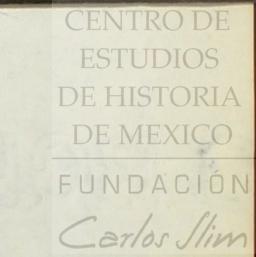 CENTRO DE
ESTUDIOS
DE HISTORIA
DE MEXICO
FUNDACIÓN
Carlos Slim